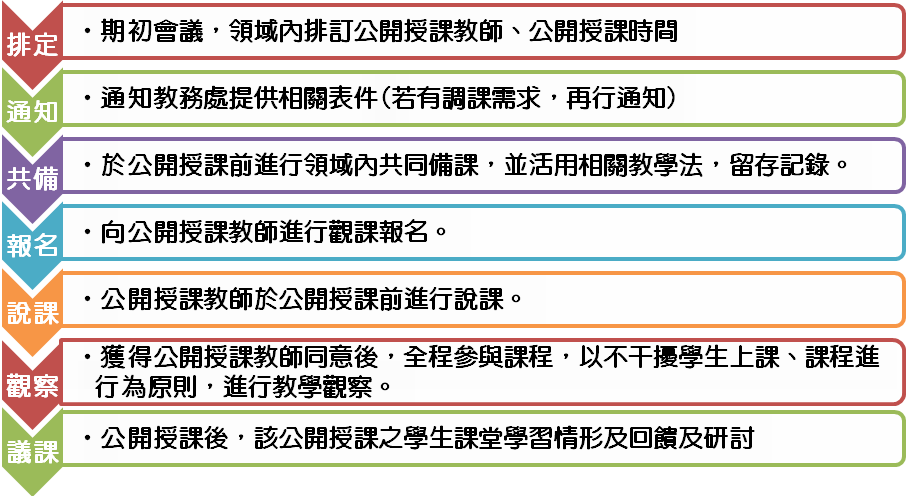 排定
・期初會議，領域內排訂公開授課教師、公開授課時間
通知
・通知教務處提供相關表件(若有調課需求，再行通知)
共備
・於公開授課前進行領域內共同備課，並活用相關教學法，留存記錄。
報名
・向公開授課教師進行觀課報名。
說課
・公開授課教師於公開授課前進行說課。
觀察
・獲得公開授課教師同意後，全程參與課程，以不干擾學生上課、課程進
行為原則，進行教學觀察。
議課
・公開授課後，該公開授課之學生課堂學習情形及回饋及研討